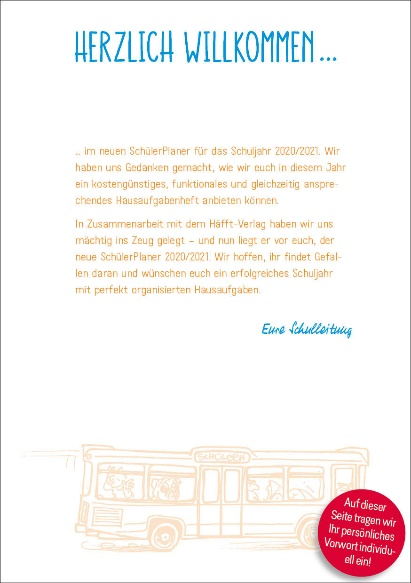 HERZLICH WILLKOMMEN ...
... im neuen SchülerPlaner für das Schuljahr 2020/2021. Wir
haben uns Gedanken gemacht, wie wir euch in diesem Jahr
ein kostengünstiges, funktionales und gleichzeitig anspre-
chendes Hausaufgabenheft anbieten können.
In Zusammenarbeit mit dem Häfft-Verlag haben wir uns
mächtig ins Zeug gelegt – und nun liegt er vor euch, der
neue SchülerPlaner 2020/2021. Wir hoffen, ihr findet Gefal-
len daran und wünschen euch ein erfolgreiches Schuljahr
mit perfekt organisierten Hausaufgaben.
Eure Schulleitung
Auf dieser
Seite tragen wir
Ihr persönliches
Vorwort individu-
ell ein!